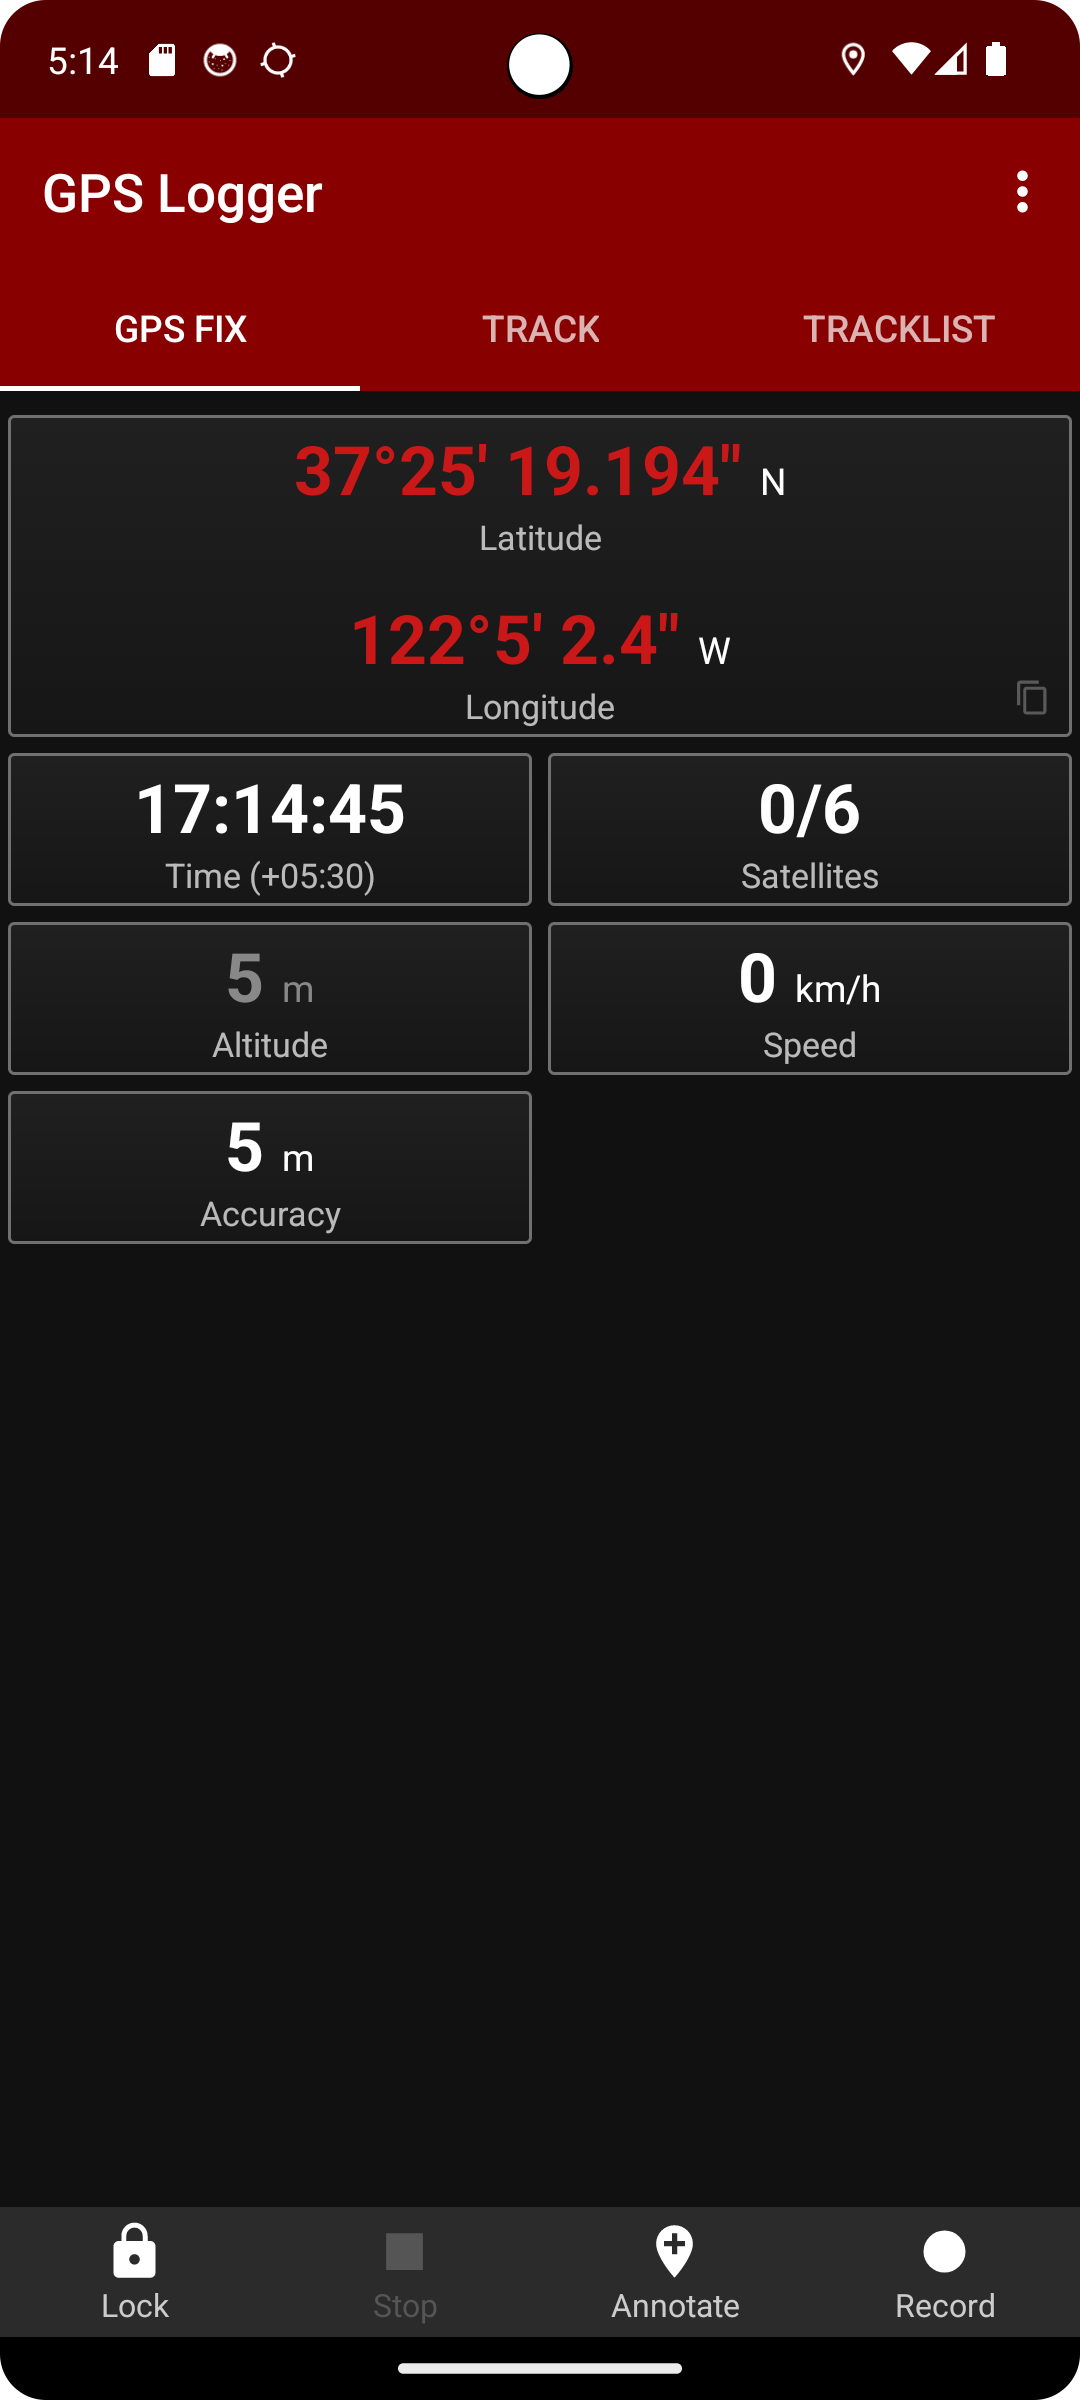 5:14
GPS Logger
GPS FIX TRACK TRACKLIST
37°25' 19.194" N
Latitude
122°5' 2.4" W
Longitude
17:14:45
Time (+05:30)
0/6
Satellites
5 m
Altitude
0 km/h
Speed
5 m
Accuracy
Lock Stop Annotate Record